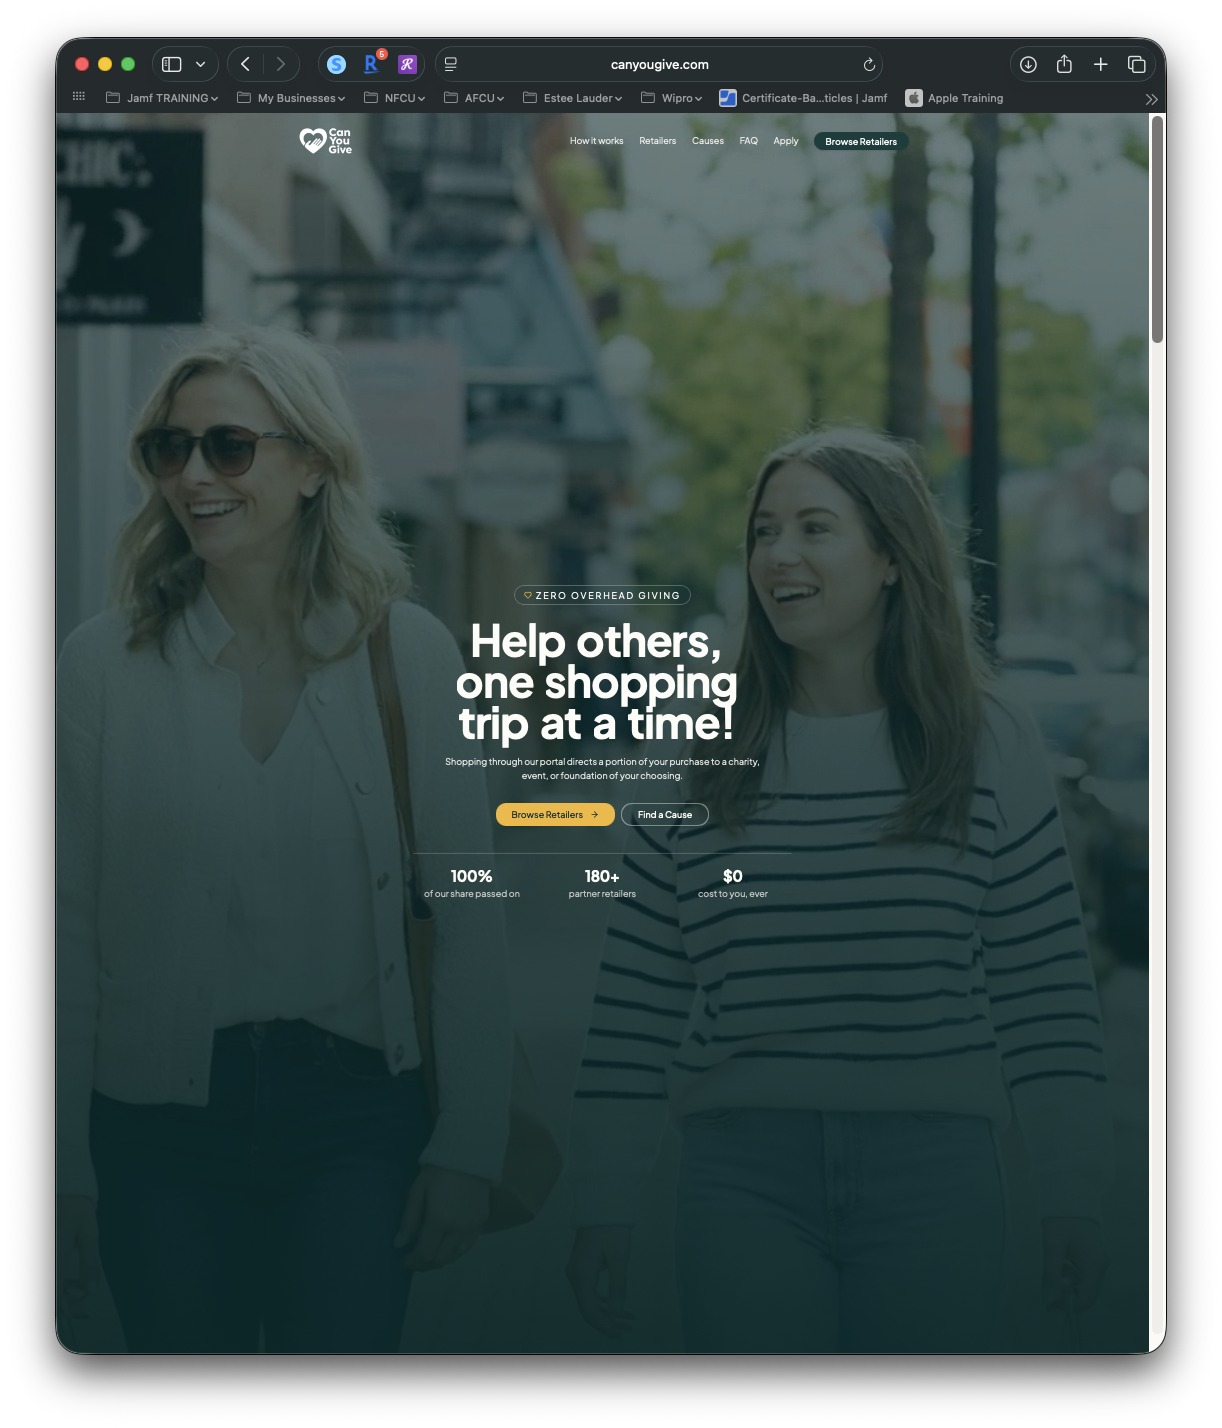 5
canyougive.com
Jamf TRAINING
My Businesses
NFCU
AFCU
Estee Lauder
Wipro
Certificate-Ba...ticles | Jamf
Apple Training
CHIC:
Can
You
Give
How it works
Retailers
Causes
FAQ
Apply
Browse Retailers
ZERO OVERHEAD GIVING
Help others,
one shopping
trip at a time!
Shopping through our portal directs a portion of your purchase to a charity,
event, or foundation of your choosing.
Browse Retailers →
Find a Cause
100%
of our share passed on
180+
partner retailers
$0
cost to you, ever